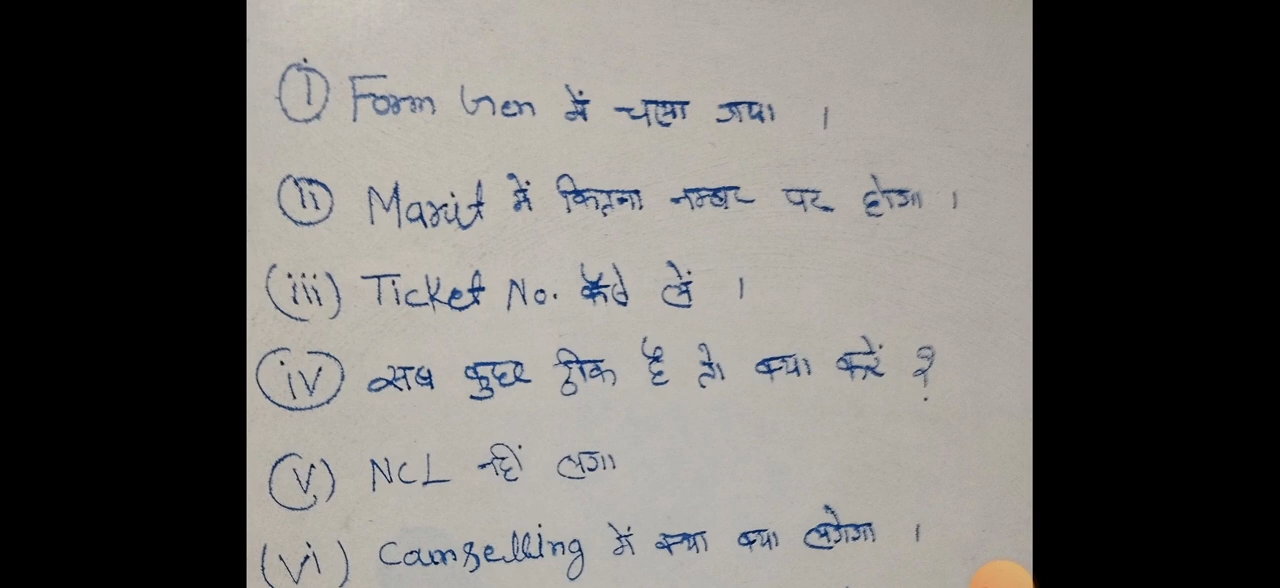 (i) Form Gen में चला गया ।
(ii) Marit में कितना नम्बर पर होगा ।
(iii) Ticket No. कैसे लें ।
(iv) सब कुछ ठीक है तो क्या करें ?
(v) NCL नहीं लगा
(vi) Camselling में क्या क्या लगेगा ।